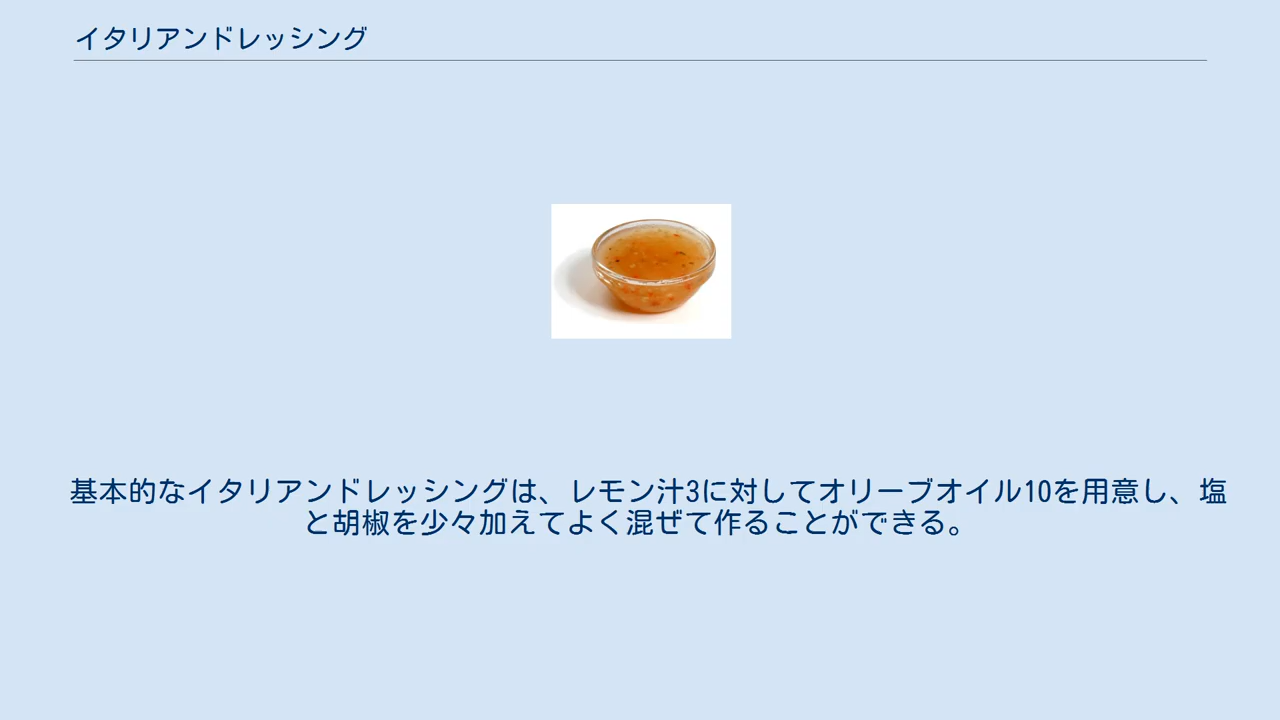 イタリアンドレッシング
基本的なイタリアンドレッシングは、レモン汁3に対してオリーブオイル10を用意し、塩
と胡椒を少々加えてよく混ぜて作ることができる。